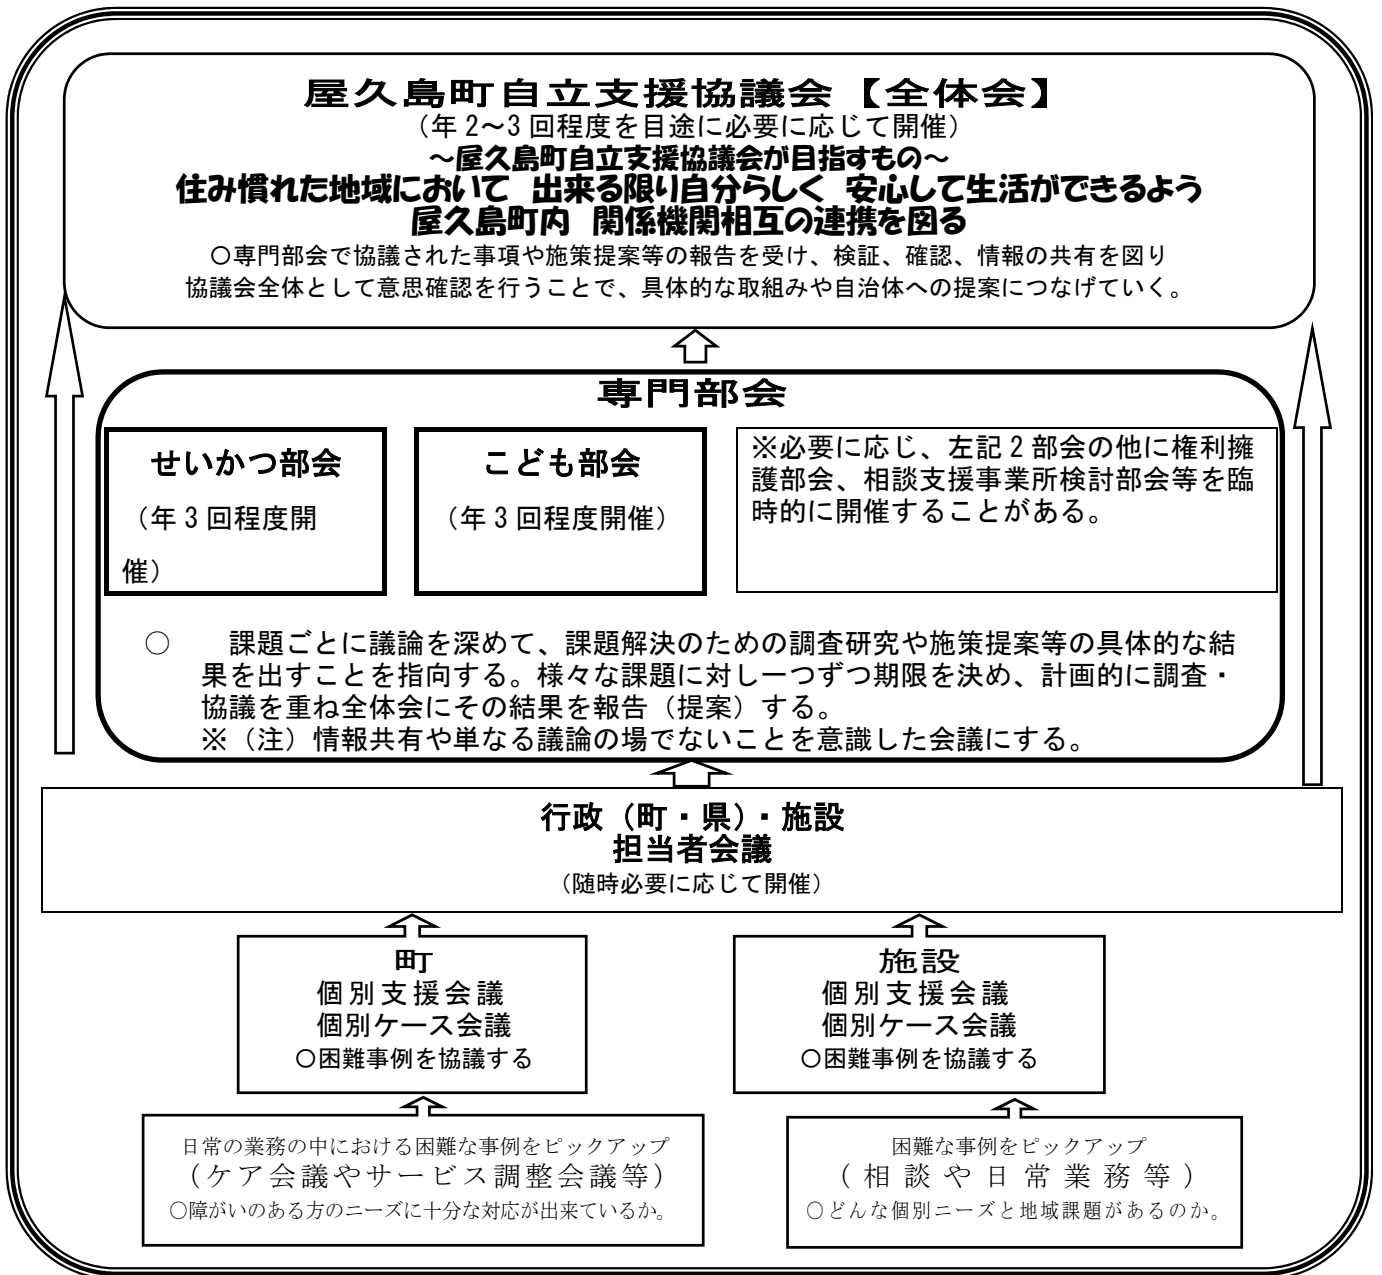 屋久島町自立支援協議会【全体会】
（年2～3回程度を目途に必要に応じて開催）
～屋久島町自立支援協議会が目指すもの～
住み慣れた地域において　出来る限り自分らしく　安心して生活ができるよう
屋久島町内　関係機関相互の連携を図る
○専門部会で協議された事項や施策提案等の報告を受け、検証、確認、情報の共有を図り
協議会全体として意思確認を行うことで、具体的な取組みや自治体への提案につなげていく。
専門部会
せいかつ部会
（年3回程度開
催）
こども部会
（年3回程度開催）
※必要に応じ、左記2部会の他に権利擁
護部会、相談支援事業所検討部会等を臨
時的に開催することがある。
○　　課題ごとに議論を深めて、課題解決のための調査研究や施策提案等の具体的な結
果を出すことを指向する。様々な課題に対し一つずつ期限を決め、計画的に調査・
協議を重ね全体会にその結果を報告（提案）する。
※（注）情報共有や単なる議論の場でないことを意識した会議にする。
行政（町・県）・施設
担当者会議
（随時必要に応じて開催）
町
個別支援会議
個別ケース会議
○困難事例を協議する
施設
個別支援会議
個別ケース会議
○困難事例を協議する
日常の業務の中における困難な事例をピックアップ
（ケア会議やサービス調整会議等）
○障がいのある方のニーズに十分な対応が出来ているか。
困難な事例をピックアップ
（相談や日常業務等）
○どんな個別ニーズと地域課題があるのか。